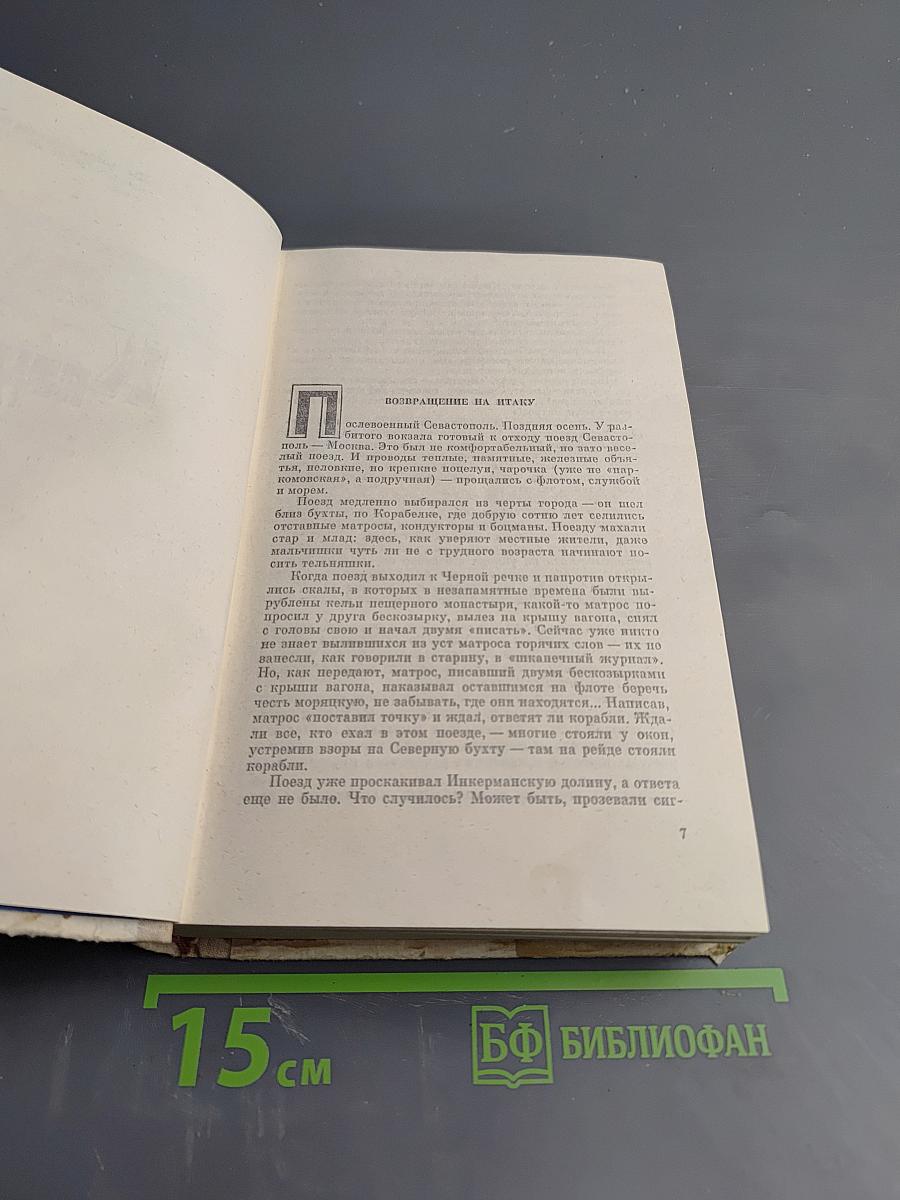 ВОЗВРАЩЕНИЕ НА ИТАКУ
Послевоенный Севастополь. Поздняя осень. У раз-
битого вокзала готовый к отходу поезд Севасто-
поль — Москва. Это был не комфортабельный, но зато весе-
лый поезд. И проводы теплые, памятные, железные объя-
тья, неловкие, но крепкие поцелуи, чарочка (уже не «нар-
комовская», а подручная) — прощались с флотом, службой
и морем.
Поезд медленно выбирался из черты города — он шел
близ бухты, по Корабелке, где добрую сотню лет селились
отставные матросы, кондукторы и боцманы. Поезду махали
стар и млад: здесь, как уверяют местные жители, даже
мальчишки чуть ли не с грудного возраста начинают но-
сить тельняшки.
Когда поезд выходил к Черной речке и напротив откры-
лись скалы, в которых в незапамятные времена были вы-
рублены кельи пещерного монастыря, какой-то матрос по-
просил у друга бескозырку, вылез на крышу вагона, снял
с головы свою и начал двумя «писать». Сейчас уже никто
не знает вылившихся из уст матроса горячих слов — их не
занесли, как говорили в старину, в «шканечный журнал».
Но, как передают, матрос, писавший двумя бескозырками
с крыши вагона, наказывал оставшимся на флоте беречь
честь моряцкую, не забывать, где они находятся... Написав,
матрос «поставил точку» и ждал, ответят ли корабли. Жда-
ли все, кто ехал в этом поезде, — многие стояли у окон,
устремив взоры на Северную бухту — там на рейде стояли
корабли.
Поезд уже проскакивал Инкерманскую долину, а ответа
еще не было. Что случилось? Может быть, прозевали сиг-
7
15 см
БФ БИБЛИОФАН